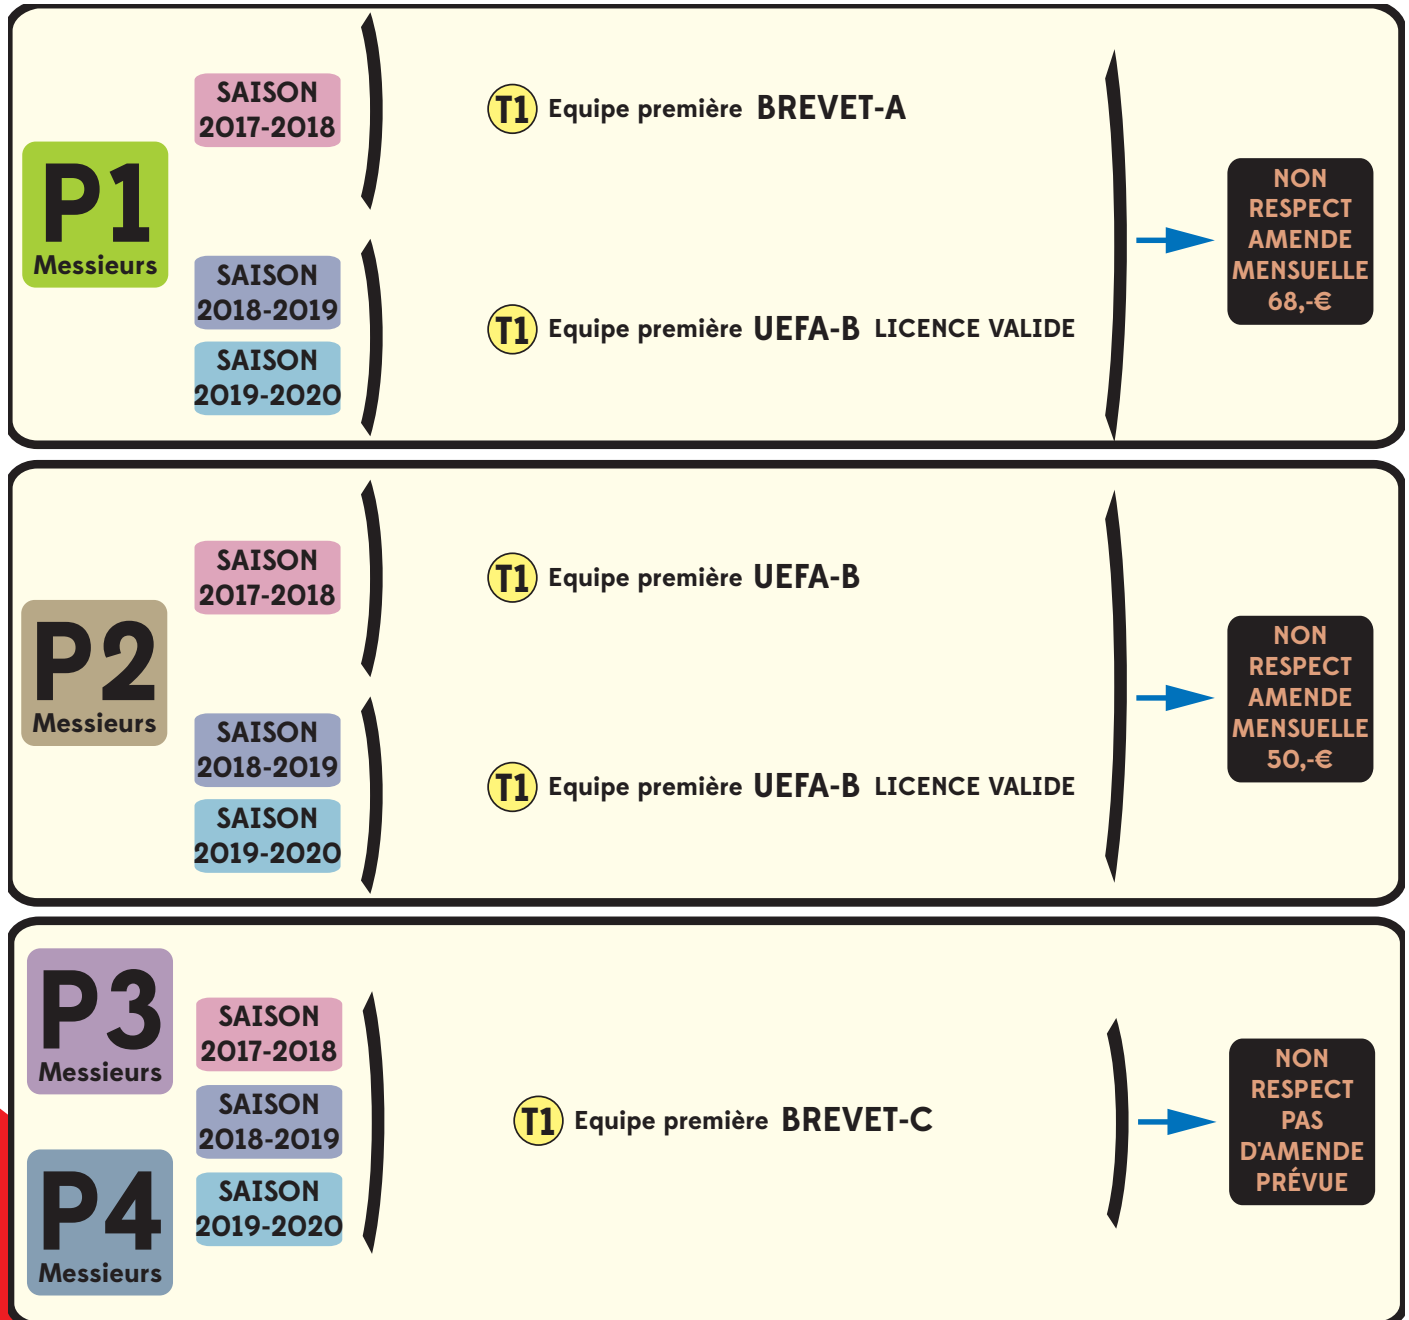 P1
Messieurs
SAISON
2017-2018
T1 Equipe première BREVET-A
SAISON
2018-2019
SAISON
2019-2020
T1 Equipe première UEFA-B LICENCE VALIDE
NON
RESPECT
AMENDE
MENSUELLE
68,-€
P2
Messieurs
SAISON
2017-2018
T1 Equipe première UEFA-B
SAISON
2018-2019
SAISON
2019-2020
T1 Equipe première UEFA-B LICENCE VALIDE
NON
RESPECT
AMENDE
MENSUELLE
50,-€
P3
Messieurs
P4
Messieurs
SAISON
2017-2018
SAISON
2018-2019
SAISON
2019-2020
T1 Equipe première BREVET-C
NON
RESPECT
PAS
D'AMENDE
PRÉVUE